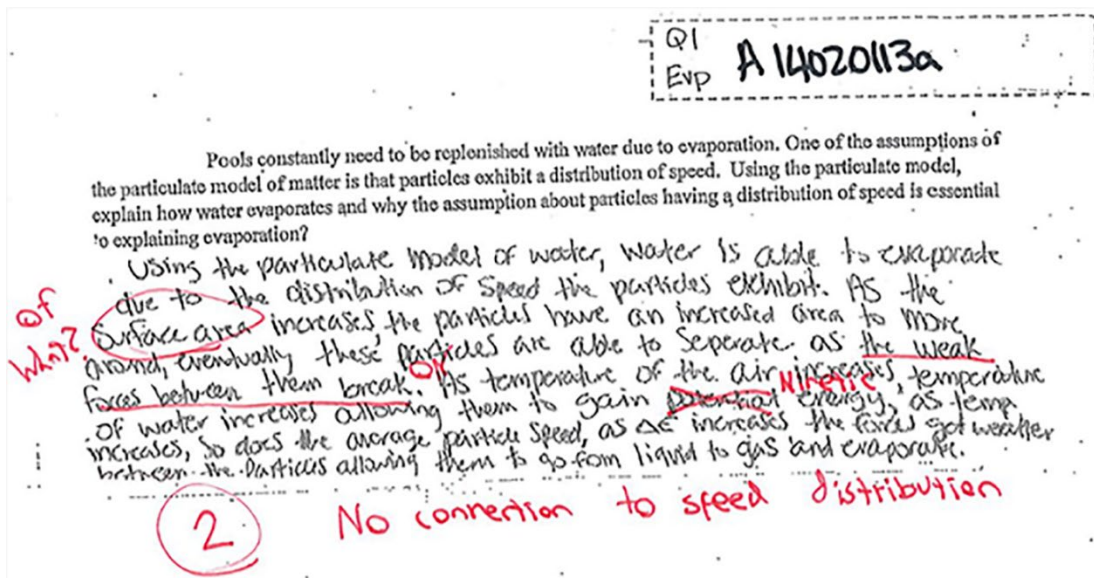 Q1
Evp
A14020113a
Pools constantly need to be replenished with water due to evaporation. One of the assumptions of
the particulate model of matter is that particles exhibit a distribution of speed. Using the particulate model,
explain how water evaporates and why the assumption about particles having a distribution of speed is essential
to explaining evaporation?
Using the particulate model of water, water is able to evaporate
due to the distribution of speed the particles exhibit. As the
Of
What?
surface area increases the particles have an increased area to move
around, eventually these particles are able to seperate as the weak
forces between them break. As temperature of the air increases, temperature
OK
Kinetic
of water increases allowing them to gain potential energy, as temp
increases, so does the average particle speed, as ΔE increases the forces get weaker
between the particles allowing them to go from liquid to gas and evaporate.
2
No connection to speed distribution